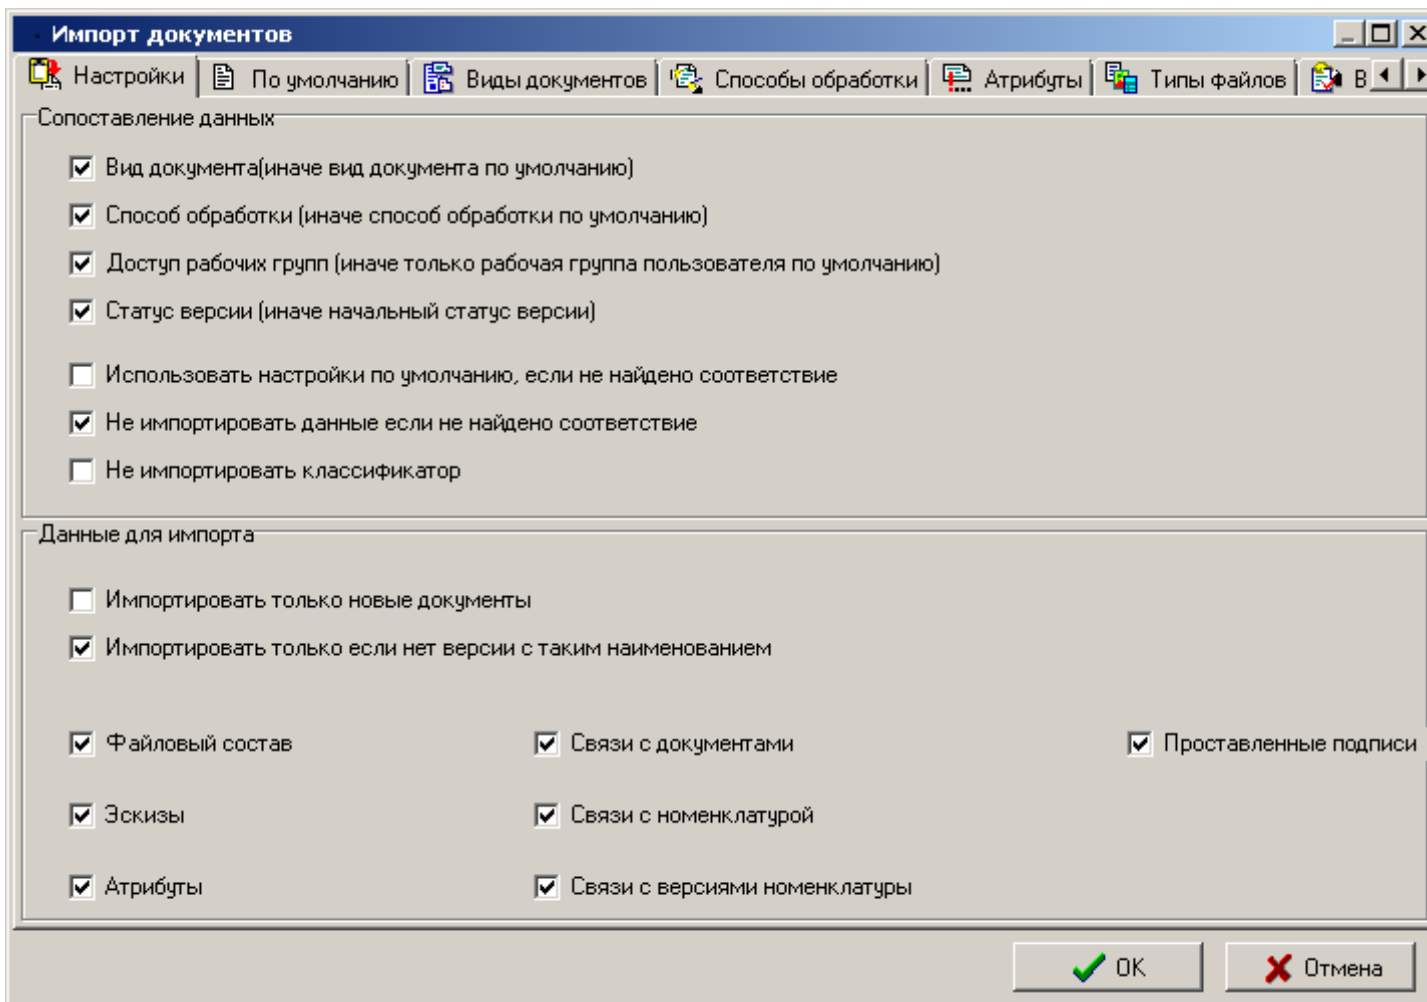 Импорт документов
Настройки По умолчанию Виды документов Способы обработки Атрибуты Типы файлов В
Сопоставление данных
Вид документа(иначе вид документа по умолчанию)
Способ обработки (иначе способ обработки по умолчанию)
Доступ рабочих групп (иначе только рабочая группа пользователя по умолчанию)
Статус версии (иначе начальный статус версии)
Использовать настройки по умолчанию, если не найдено соответствие
Не импортировать данные если не найдено соответствие
Не импортировать классификатор
Данные для импорта
Импортировать только новые документы
Импортировать только если нет версии с таким наименованием
Файловый состав Связи с документами Проставленные подписи
Эскизы Связи с номенклатурой
Атрибуты Связи с версиями номенклатуры
OK Отмена